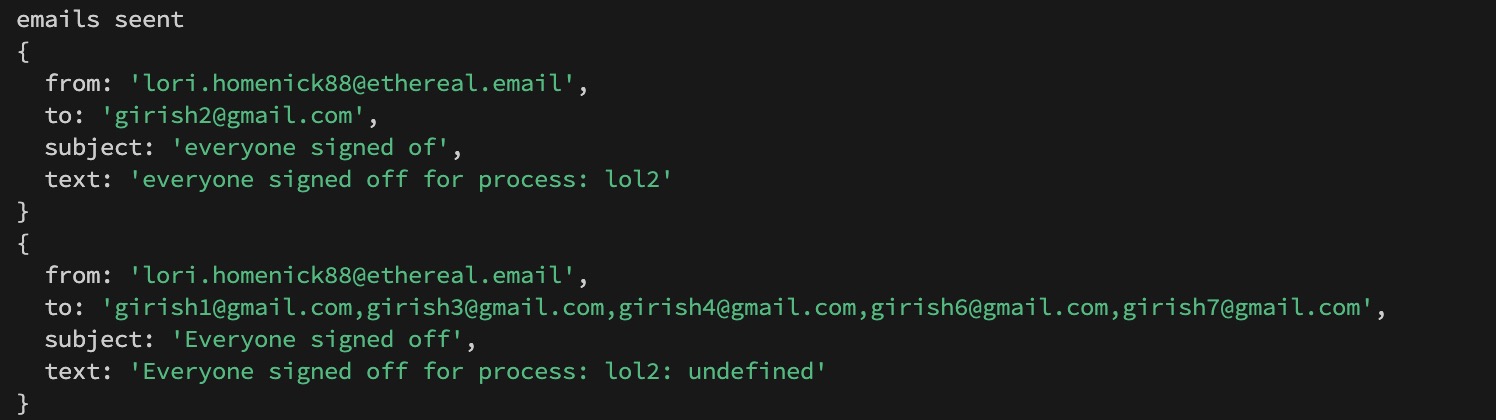 emails seent
{
  from: 'lori.homenick88@ethereal.email',
  to: 'girish2@gmail.com',
  subject: 'everyone signed of',
  text: 'everyone signed off for process: lol2'
}
{
  from: 'lori.homenick88@ethereal.email',
  to: 'girish1@gmail.com,girish3@gmail.com,girish4@gmail.com,girish6@gmail.com,girish7@gmail.com',
  subject: 'Everyone signed off',
  text: 'Everyone signed off for process: lol2: undefined'
}